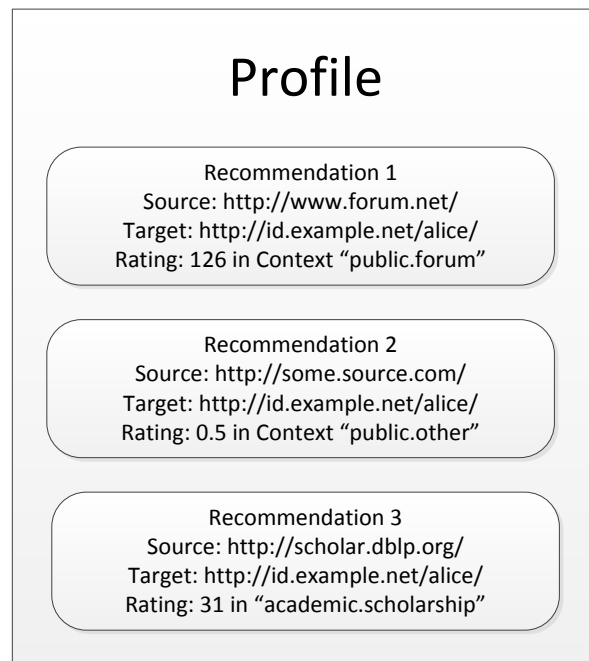 Profile
Recommendation 1
Source: http://www.forum.net/
Target: http://id.example.net/alice/
Rating: 126 in Context “public.forum”
Recommendation 2
Source: http://some.source.com/
Target: http://id.example.net/alice/
Rating: 0.5 in Context “public.other”
Recommendation 3
Source: http://scholar.dblp.org/
Target: http://id.example.net/alice/
Rating: 31 in “academic.scholarship”